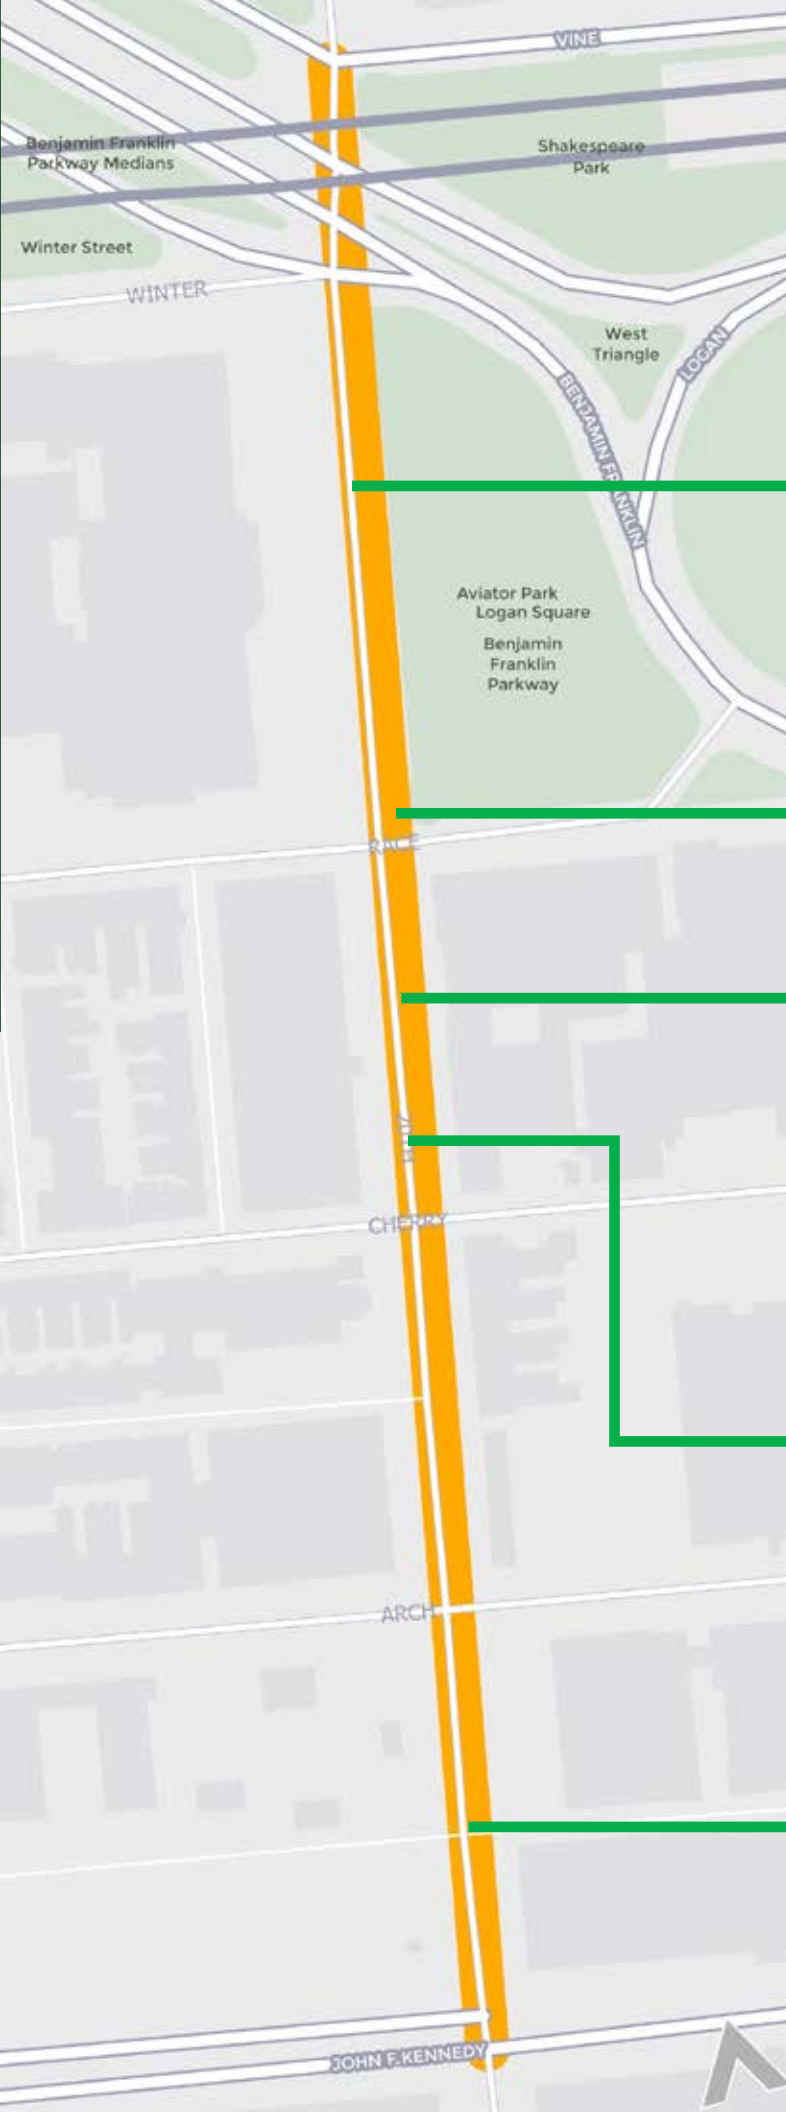 VINE
Benjamin Franklin
Parkway Medians
Shakespeare
Park
Winter Street
WINTER
West
Triangle
LOGAN
BENJAMIN FRANKLIN
Aviator Park
Logan Square
Benjamin
Franklin
Parkway
RACE
20TH
CHERRY
ARCH
JOHN F. KENNEDY